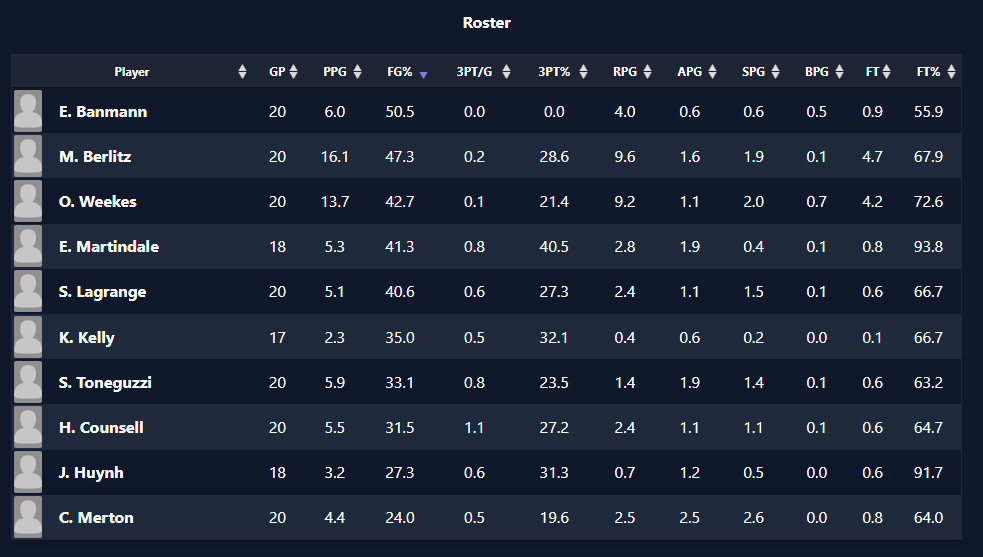 Roster
Player GP PPG FG% 3PT/G 3PT% RPG APG SPG BPG FT FT%
E. Banmann 20 6.0 50.5 0.0 0.0 4.0 0.6 0.6 0.5 0.9 55.9
M. Berlitz 20 16.1 47.3 0.2 28.6 9.6 1.6 1.9 0.1 4.7 67.9
O. Weekes 20 13.7 42.7 0.1 21.4 9.2 1.1 2.0 0.7 4.2 72.6
E. Martindale 18 5.3 41.3 0.8 40.5 2.8 1.9 0.4 0.1 0.8 93.8
S. Lagrange 20 5.1 40.6 0.6 27.3 2.4 1.1 1.5 0.1 0.6 66.7
K. Kelly 17 2.3 35.0 0.5 32.1 0.4 0.6 0.2 0.0 0.1 66.7
S. Toneguzzi 20 5.9 33.1 0.8 23.5 1.4 1.9 1.4 0.1 0.6 63.2
H. Counsell 20 5.5 31.5 1.1 27.2 2.4 1.1 1.1 0.1 0.6 64.7
J. Huynh 18 3.2 27.3 0.6 31.3 0.7 1.2 0.5 0.0 0.6 91.7
C. Merton 20 4.4 24.0 0.5 19.6 2.5 2.5 2.6 0.0 0.8 64.0